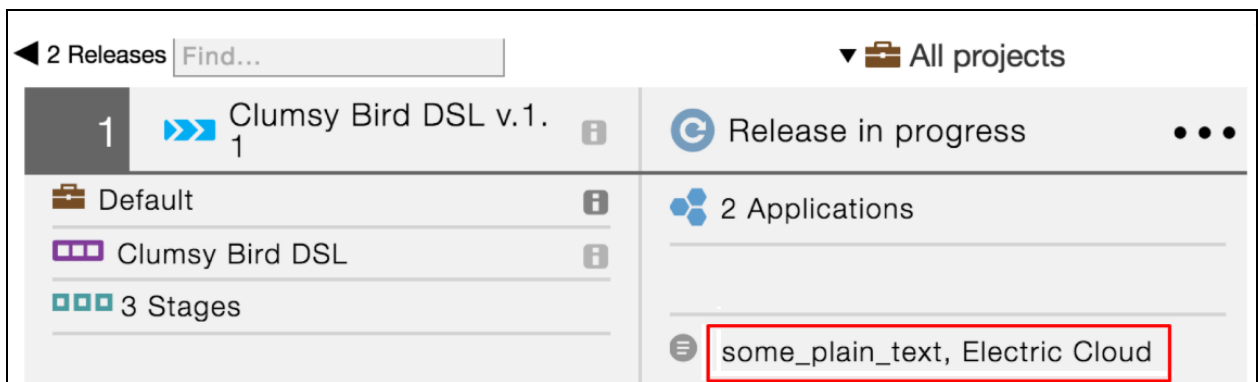 2 Releases Find... All projects
1 Clumsy Bird DSL v.1.
1
Release in progress
Default
2 Applications
Clumsy Bird DSL
3 Stages
some_plain_text, Electric Cloud